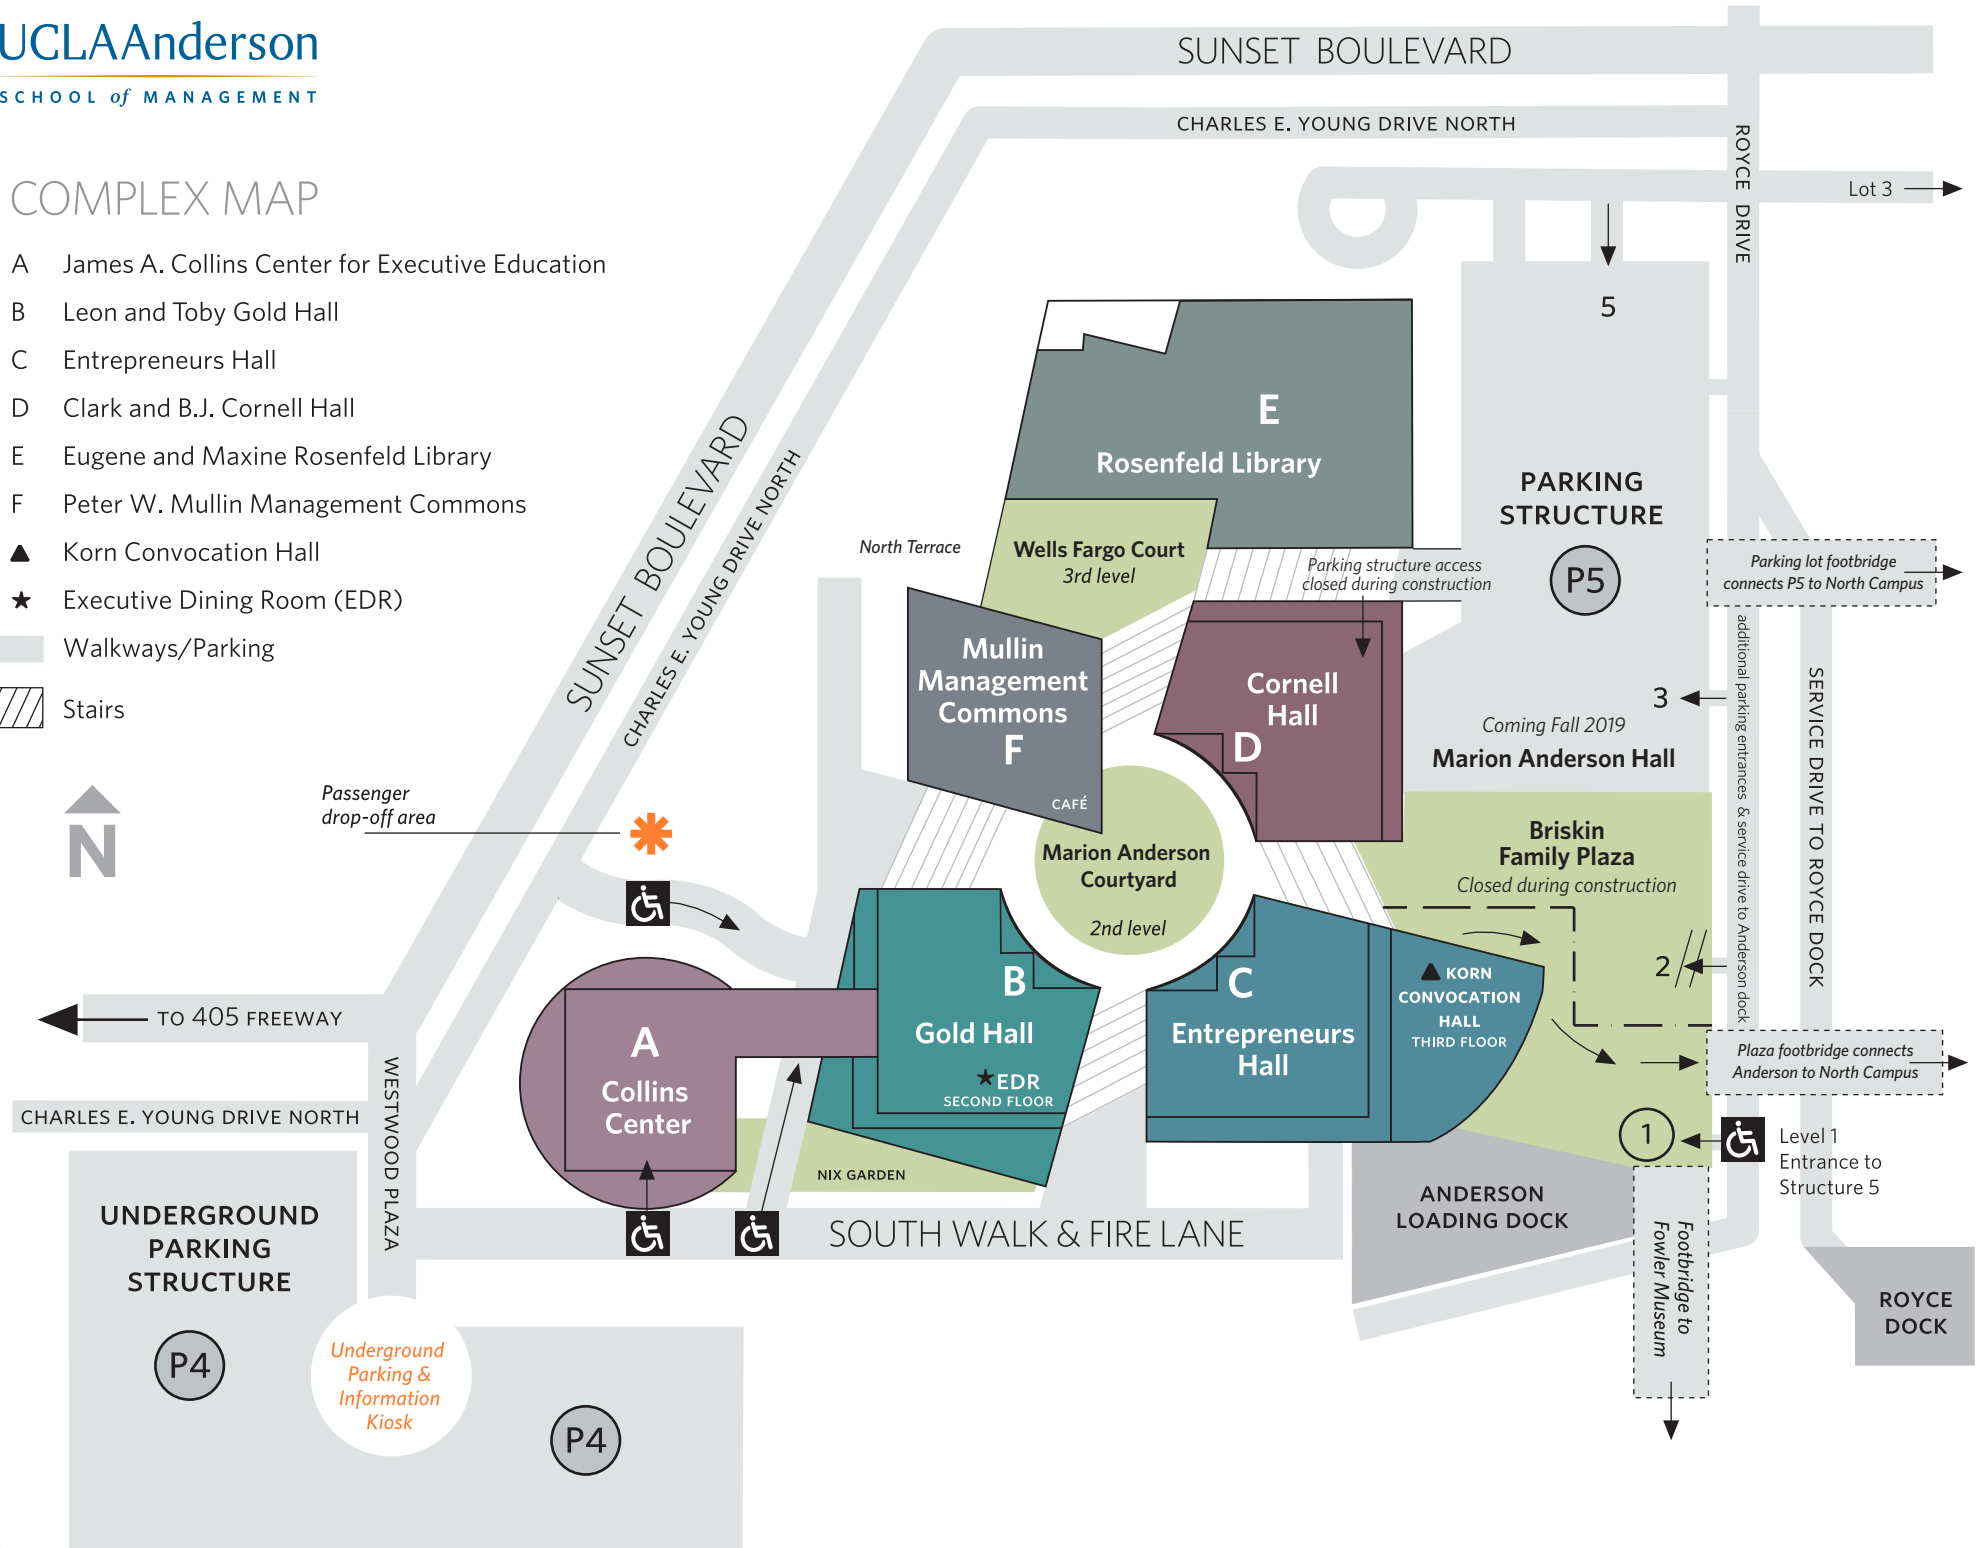 UCLAAnderson
SCHOOL of MANAGEMENT
COMPLEX MAP
A James A. Collins Center for Executive Education
B Leon and Toby Gold Hall
C Entrepreneurs Hall
D Clark and B.J. Cornell Hall
E Eugene and Maxine Rosenfeld Library
F Peter W. Mullin Management Commons
▲ Korn Convocation Hall
★ Executive Dining Room (EDR)
Walkways/Parking
Stairs
N
SUNSET BOULEVARD
CHARLES E. YOUNG DRIVE NORTH
ROYCE DRIVE
Lot 3
5
SUNSET BOULEVARD
CHARLES E. YOUNG DRIVE NORTH
E
Rosenfeld Library
PARKING
STRUCTURE
P5
North Terrace
Wells Fargo Court
3rd level
Parking structure access
closed during construction
Parking lot footbridge
connects P5 to North Campus
Mullin
Management
Commons
F
CAFÉ
Cornell
Hall
D
3
Coming Fall 2019
Marion Anderson Hall
additional parking entrances & service drive to Anderson dock
SERVICE DRIVE TO ROYCE DOCK
Passenger
drop-off area
Marion Anderson
Courtyard
2nd level
Briskin
Family Plaza
Closed during construction
2
B
Gold Hall
★EDR
SECOND FLOOR
C
Entrepreneurs
Hall
▲ KORN
CONVOCATION
HALL
THIRD FLOOR
A
Collins
Center
TO 405 FREEWAY
WESTWOOD PLAZA
CHARLES E. YOUNG DRIVE NORTH
Plaza footbridge connects
Anderson to North Campus
1
Level 1
Entrance to
Structure 5
NIX GARDEN
SOUTH WALK & FIRE LANE
ANDERSON
LOADING DOCK
Footbridge to
Fowler Museum
ROYCE
DOCK
UNDERGROUND
PARKING
STRUCTURE
P4
Underground
Parking &
Information
Kiosk
P4